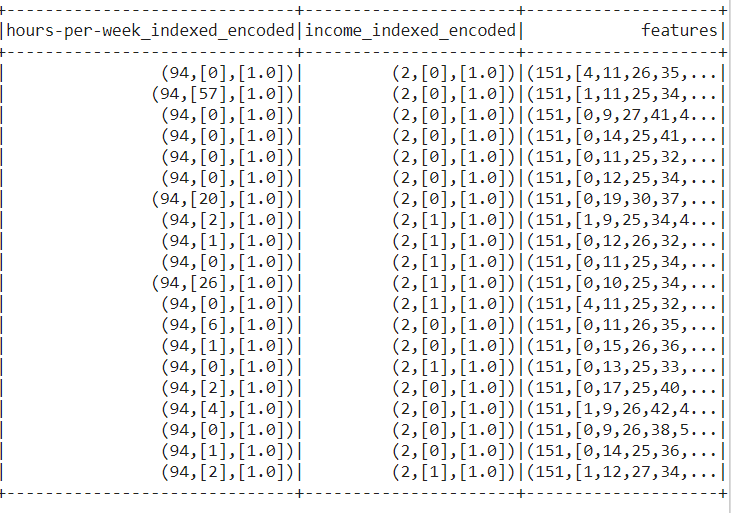 +--------------------------------+------------------------+---------------------+
|hours-per-week_indexed_encoded|income_indexed_encoded|            features|
+--------------------------------+------------------------+---------------------+
|                (94,[0],[1.0])|         (2,[0],[1.0])|(151,[4,11,26,35,...|
|               (94,[57],[1.0])|         (2,[0],[1.0])|(151,[1,11,25,34,...|
|                (94,[0],[1.0])|         (2,[0],[1.0])|(151,[0,9,27,41,4...|
|                (94,[0],[1.0])|         (2,[0],[1.0])|(151,[0,14,25,41,...|
|                (94,[0],[1.0])|         (2,[0],[1.0])|(151,[0,11,25,32,...|
|                (94,[0],[1.0])|         (2,[0],[1.0])|(151,[0,12,25,34,...|
|               (94,[20],[1.0])|         (2,[0],[1.0])|(151,[0,19,30,37,...|
|                (94,[2],[1.0])|         (2,[1],[1.0])|(151,[1,9,25,34,4...|
|                (94,[1],[1.0])|         (2,[1],[1.0])|(151,[0,12,26,32,...|
|                (94,[0],[1.0])|         (2,[1],[1.0])|(151,[0,11,25,34,...|
|               (94,[26],[1.0])|         (2,[1],[1.0])|(151,[0,10,25,34,...|
|                (94,[0],[1.0])|         (2,[1],[1.0])|(151,[4,11,25,32,...|
|                (94,[6],[1.0])|         (2,[0],[1.0])|(151,[0,11,26,35,...|
|                (94,[1],[1.0])|         (2,[0],[1.0])|(151,[0,15,26,36,...|
|                (94,[0],[1.0])|         (2,[1],[1.0])|(151,[0,13,25,33,...|
|                (94,[2],[1.0])|         (2,[0],[1.0])|(151,[0,17,25,40,...|
|                (94,[4],[1.0])|         (2,[0],[1.0])|(151,[1,9,26,42,4...|
|                (94,[0],[1.0])|         (2,[0],[1.0])|(151,[0,9,26,38,5...|
|                (94,[1],[1.0])|         (2,[0],[1.0])|(151,[0,14,25,36,...|
|                (94,[2],[1.0])|         (2,[1],[1.0])|(151,[1,12,27,34,...|
+--------------------------------+------------------------+---------------------+